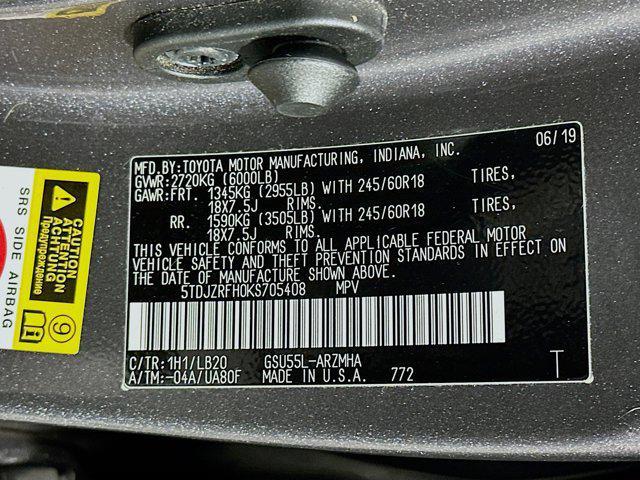 06/19
MFD.BY:TOYOTA MOTOR MANUFACTURING, INDIANA, INC.
GVWR:2720KG (6000LB)
GAWR:FRT. 1345KG (2955LB) WITH 245/60R18 TIRES,
18X7.5J RIMS.
RR. 1590KG (3505LB) WITH 245/60R18 TIRES,
18X7.5J RIMS.
THIS VEHICLE CONFORMS TO ALL APPLICABLE FEDERAL MOTOR
VEHICLE SAFETY AND THEFT PREVENTION STANDARDS IN EFFECT ON
THE DATE OF MANUFACTURE SHOWN ABOVE.
5TDJZRFH0KS705408 MPV
C/TR:1H1/LB20 GSU55L-ARZMHA
A/TM:-04A/UA80F MADE IN U.S.A. 772
T
SRS SIDE AIRBAG
CAUTION
ATTENTION
ACHTUNG
Предупреждение
9